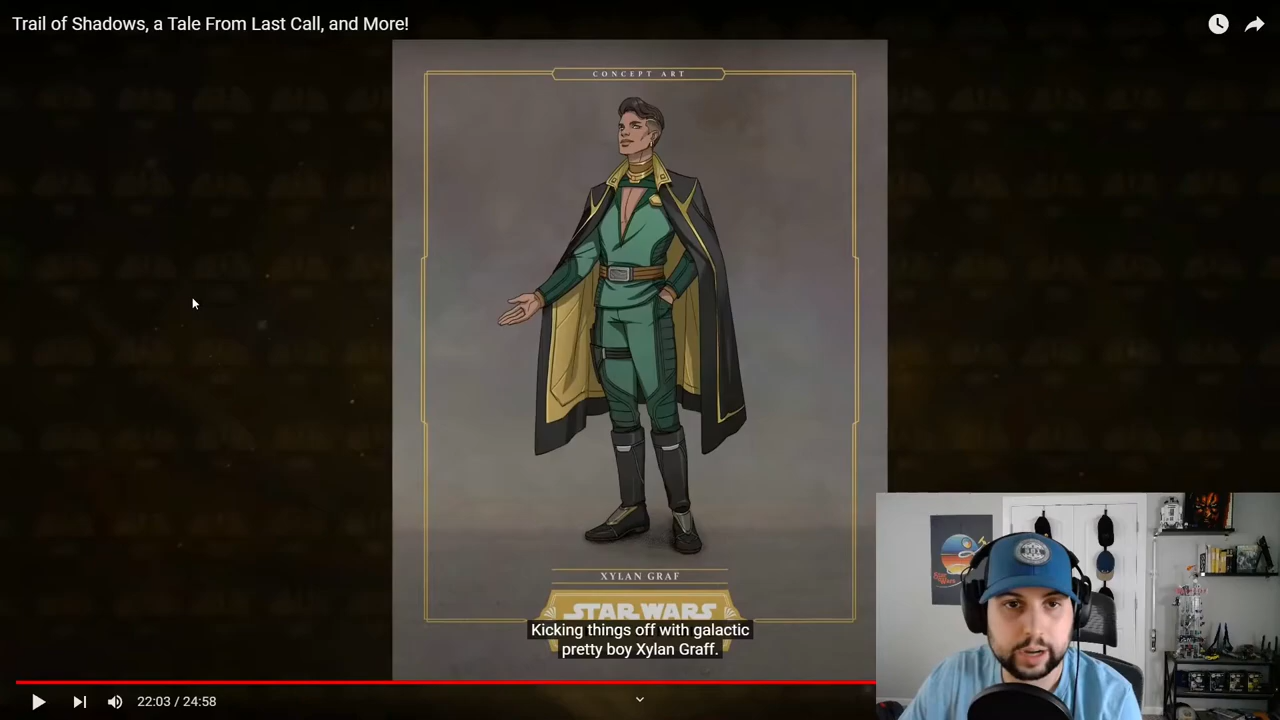 Trail of Shadows, a Tale From Last Call, and More!
CONCEPT ART
XYLAN GRAF
STAR WARS
Kicking things off with galactic
pretty boy Xylan Graff.
22:03 / 24:58